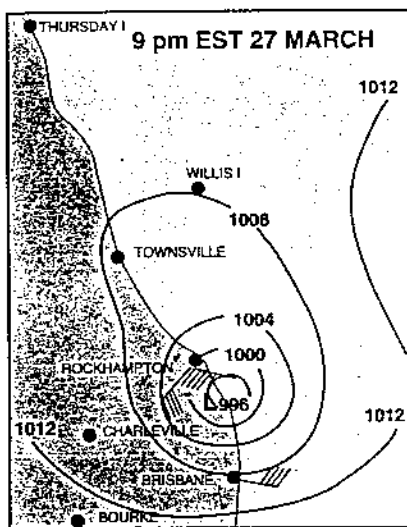 THURSDAY I
9 pm EST 27 MARCH
1012
WILLIS I
1008
TOWNSVILLE
1004
1000
ROCKHAMPTON
L 996
1012
1012
CHARLEVILLE
BRISBANE
BOURKE